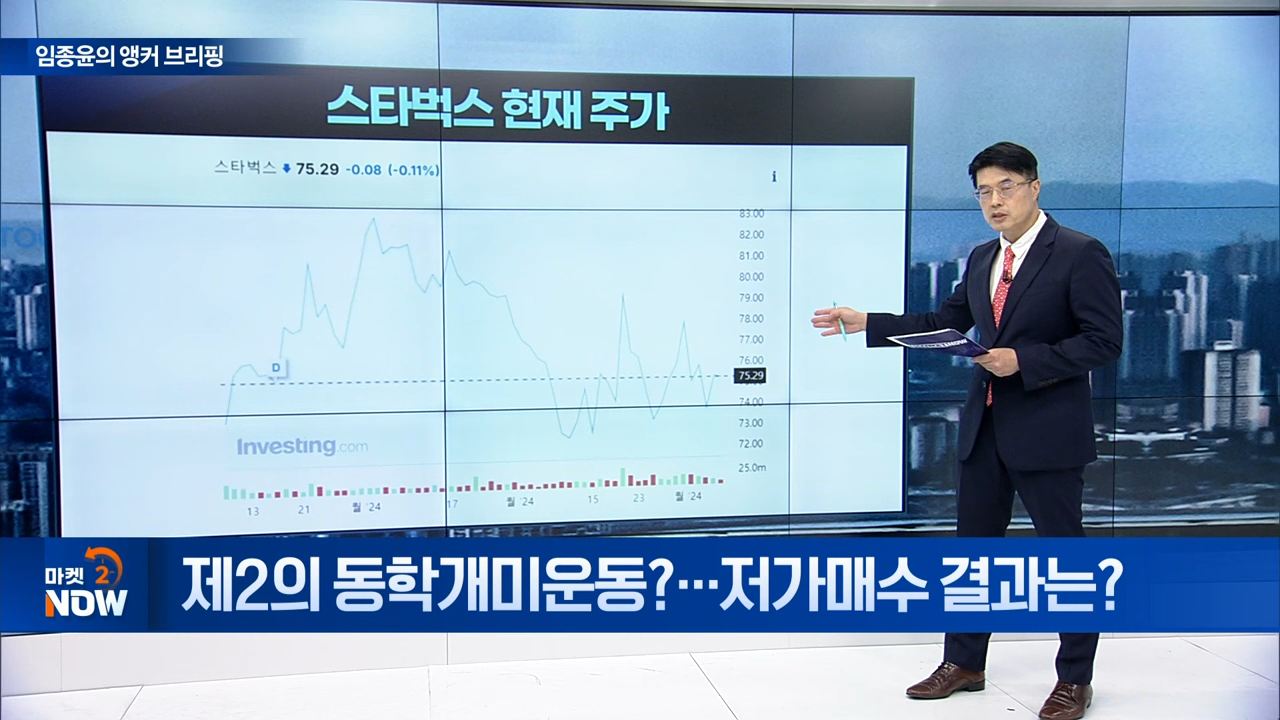 임종윤의 앵커 브리핑
스타벅스 현재 주가
스타벅스 75.29 -0.08 (-0.11%)
i
83.00
82.00
81.00
80.00
79.00
78.00
77.00
76.00
75.29
74.00
73.00
72.00
25.0m
D
Investing.com
13 21 월 '24 17 월 '24 15 23 월 '24
마켓 2
NOW
제2의 동학개미운동?…저가매수 결과는?